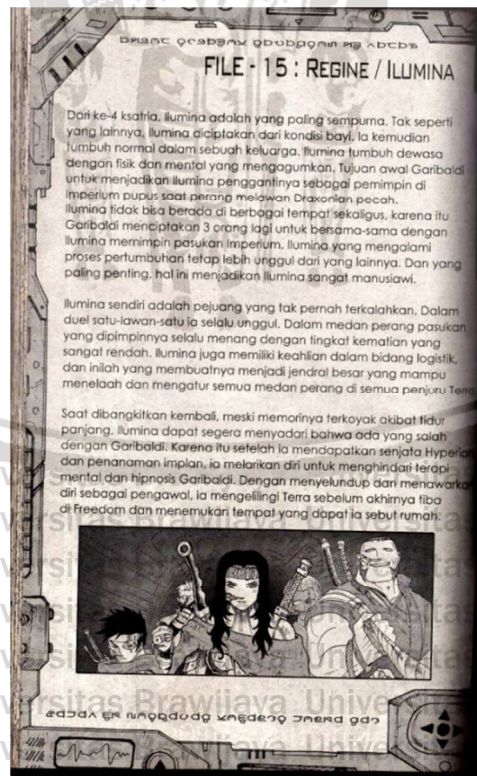 FILE - 15 : REGINE / ILUMINA
Dari ke-4 ksatria, Ilumina adalah yang paling sempurna. Tak seperti
yang lainnya, Ilumina diciptakan dari kondisi bayi. Ia kemudian
tumbuh normal dalam sebuah keluarga. Ilumina tumbuh dewasa
dengan fisik dan mental yang mengagumkan. Tujuan awal Garibaldi
untuk menjadikan Ilumina penggantinya sebagai pemimpin di
Imperium pupus saat perang melawan Draxonian pecah.
Ilumina tidak bisa berada di berbagai tempat sekaligus, karena itu
Garibaldi menciptakan 3 orang lagi untuk bersama-sama dengan
Ilumina memimpin pasukan Imperium. Ilumina yang mengalami
proses pertumbuhan tetap lebih unggul dari yang lainnya. Dan yang
paling penting, hal ini menjadikan Ilumina sangat manusiawi.
Ilumina sendiri adalah pejuang yang tak pernah terkalahkan. Dalam
duel satu-lawan-satu ia selalu unggul. Dalam medan perang pasukan
yang dipimpinnya selalu menang dengan tingkat kematian yang
sangat rendah. Ilumina juga memiliki keahlian dalam bidang logistik,
dan inilah yang membuatnya menjadi jendral besar yang mampu
menelaah dan mengatur semua medan perang di semua penjuru Terra
Saat dibangkitkan kembali, meski memorinya terkoyak akibat tidur
panjang, Ilumina dapat segera menyadari bahwa ada yang salah
dengan Garibaldi. Karena itu setelah ia mendapatkan senjata Hyperion
dan penanaman implan, ia melarikan diri untuk menghindari terapi
mental dan hipnosis Garibaldi. Dengan menyelundup dan menawarkan
diri sebagai pengawal, ia mengelilingi Terra sebelum akhirnya tiba
di Freedom dan menemukan tempat yang dapat ia sebut rumah.